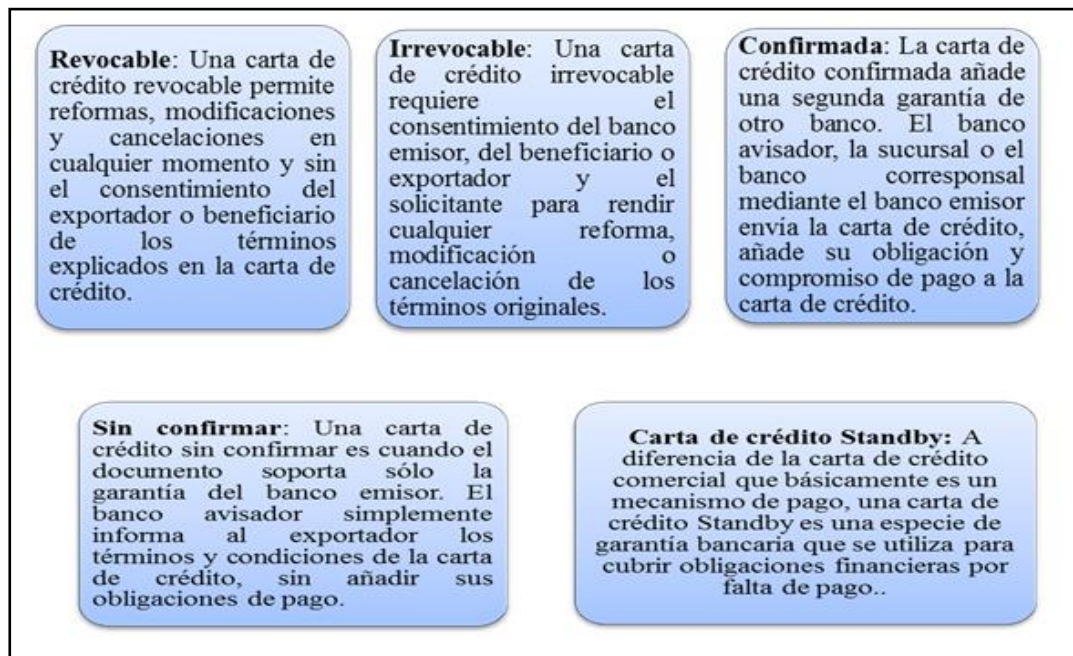 Revocable: Una carta de
crédito revocable permite
reformas, modificaciones
y cancelaciones en
cualquier momento y sin
el consentimiento del
exportador o beneficiario
de los términos
explicados en la carta de
crédito.
Irrevocable: Una carta
de crédito irrevocable
requiere el
consentimiento del banco
emisor, del beneficiario o
exportador y el
solicitante para rendir
cualquier reforma,
modificación o
cancelación de los
términos originales.
Confirmada: La carta de
crédito confirmada añade
una segunda garantía de
otro banco. El banco
avisador, la sucursal o el
banco corresponsal
mediante el banco emisor
envía la carta de crédito,
añade su obligación y
compromiso de pago a la
carta de crédito.
Sin confirmar: Una carta de
crédito sin confirmar es cuando el
documento soporta sólo la
garantía del banco emisor. El
banco avisador simplemente
informa al exportador los
términos y condiciones de la carta
de crédito, sin añadir sus
obligaciones de pago.
Carta de crédito Standby: A
diferencia de la carta de crédito
comercial que básicamente es un
mecanismo de pago, una carta de
crédito Standby es una especie de
garantía bancaria que se utiliza para
cubrir obligaciones financieras por
falta de pago..